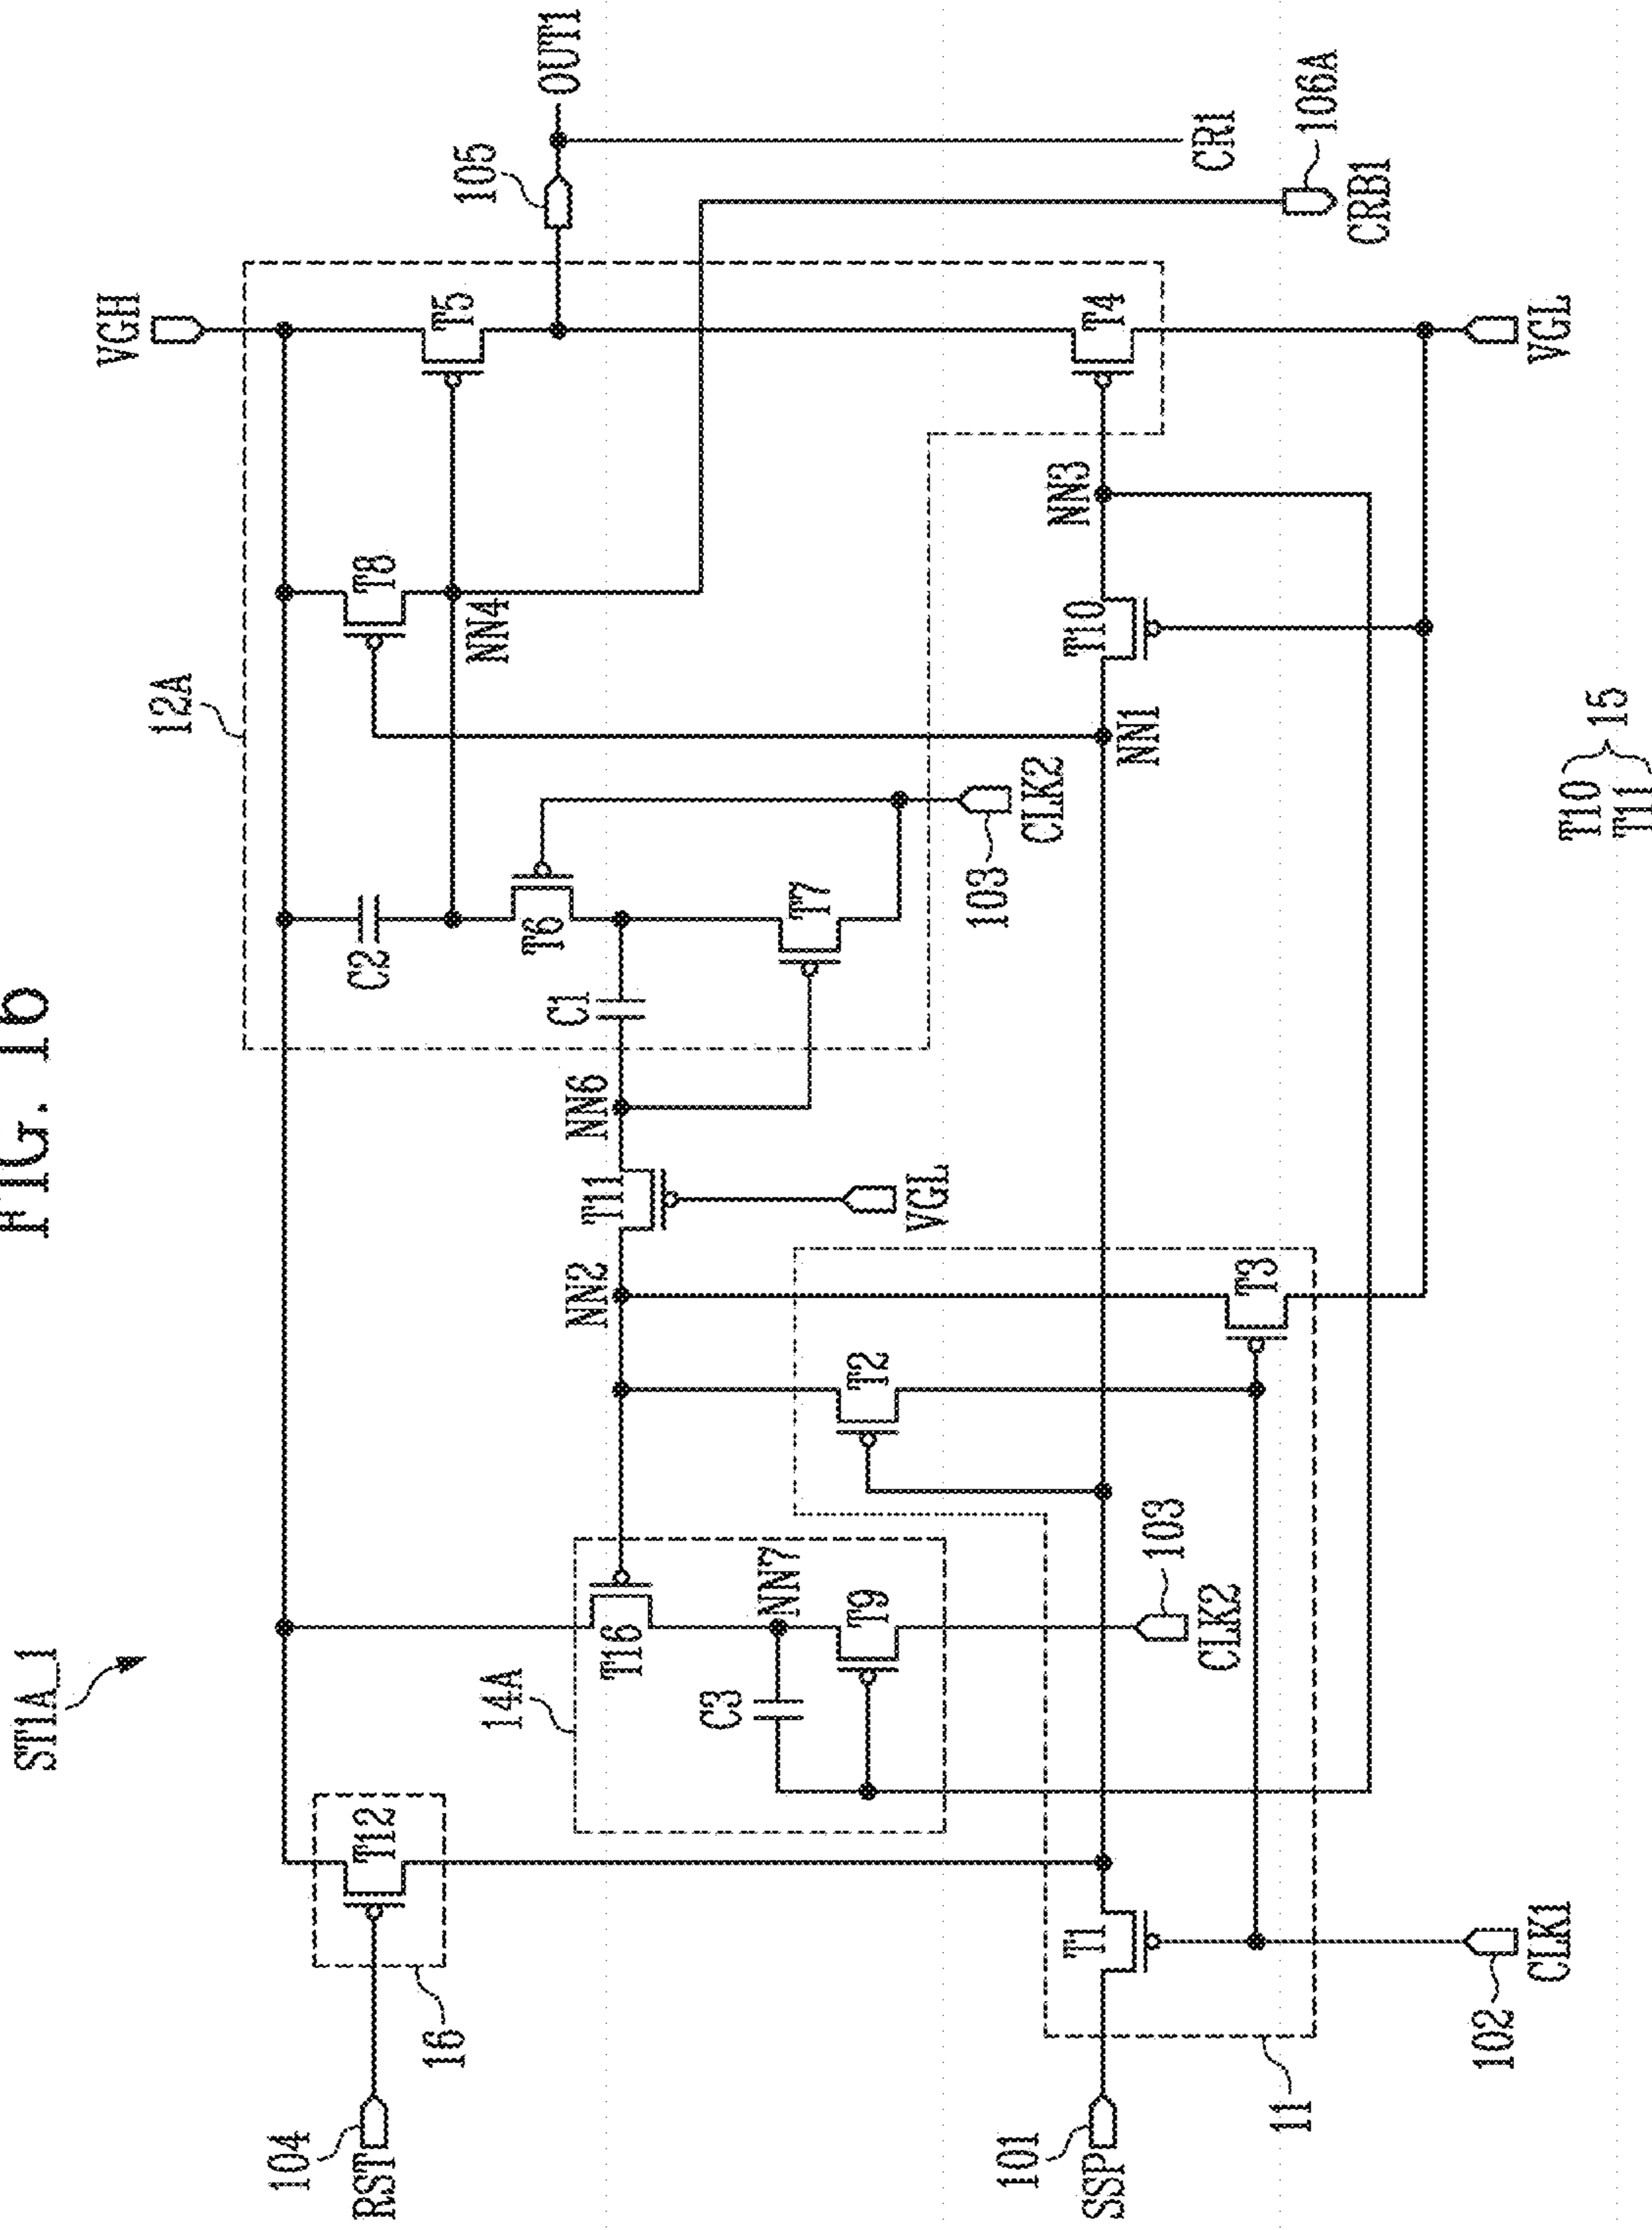 FIG. 16
ST1A_1
VGH
12A
104
RST
16
T12
14A
T16
C3
NN7
T9
103
CLK2
NN2
T11
VGL
NN6
C1
C2
T6
T7
103
CLK2
T8
NN4
T5
105
OUT1
CR1
106A
CRB1
101
SSP
T1
11
102
CLK1
T2
T3
NN1
T10
NN3
T4
VGL
T10
T11
15